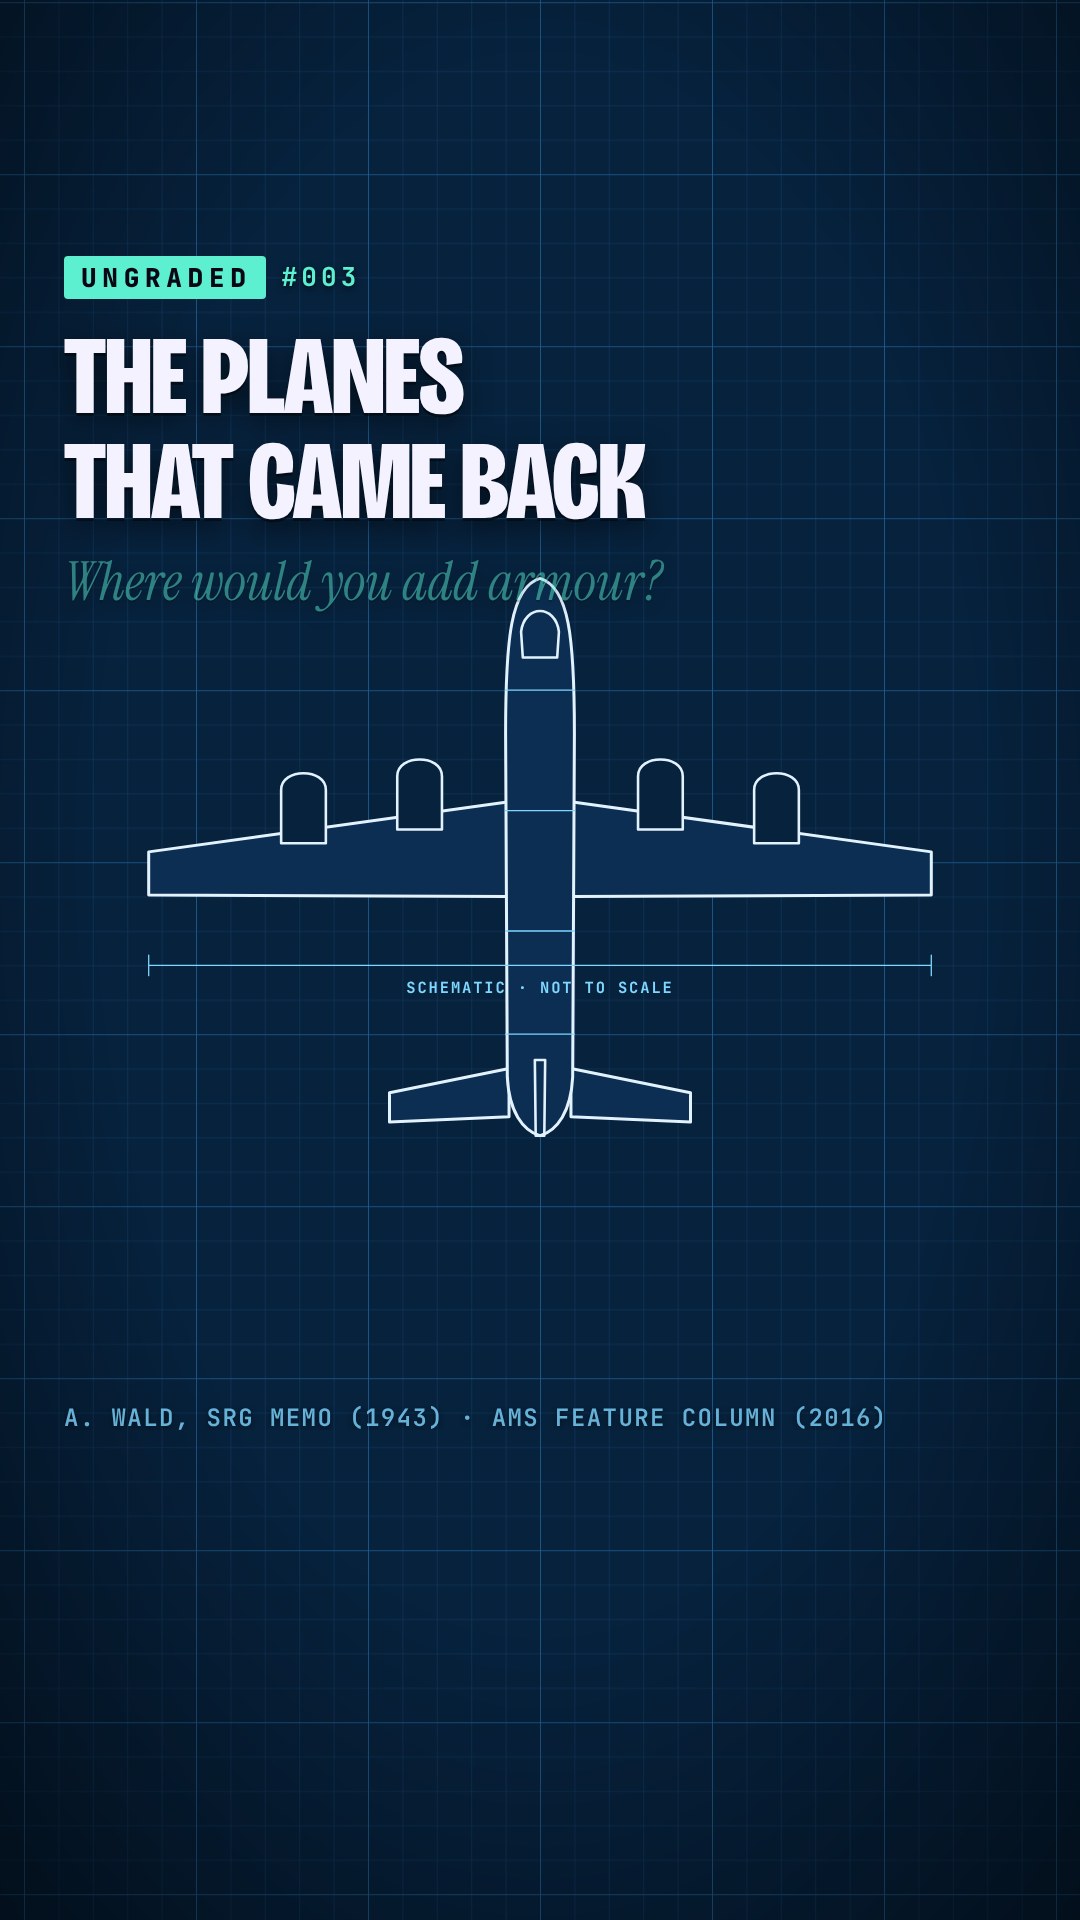 UNGRADED #003
THE PLANES
THAT CAME BACK
Where would you add armour?
SCHEMATIC · NOT TO SCALE
A. WALD, SRG MEMO (1943) · AMS FEATURE COLUMN (2016)